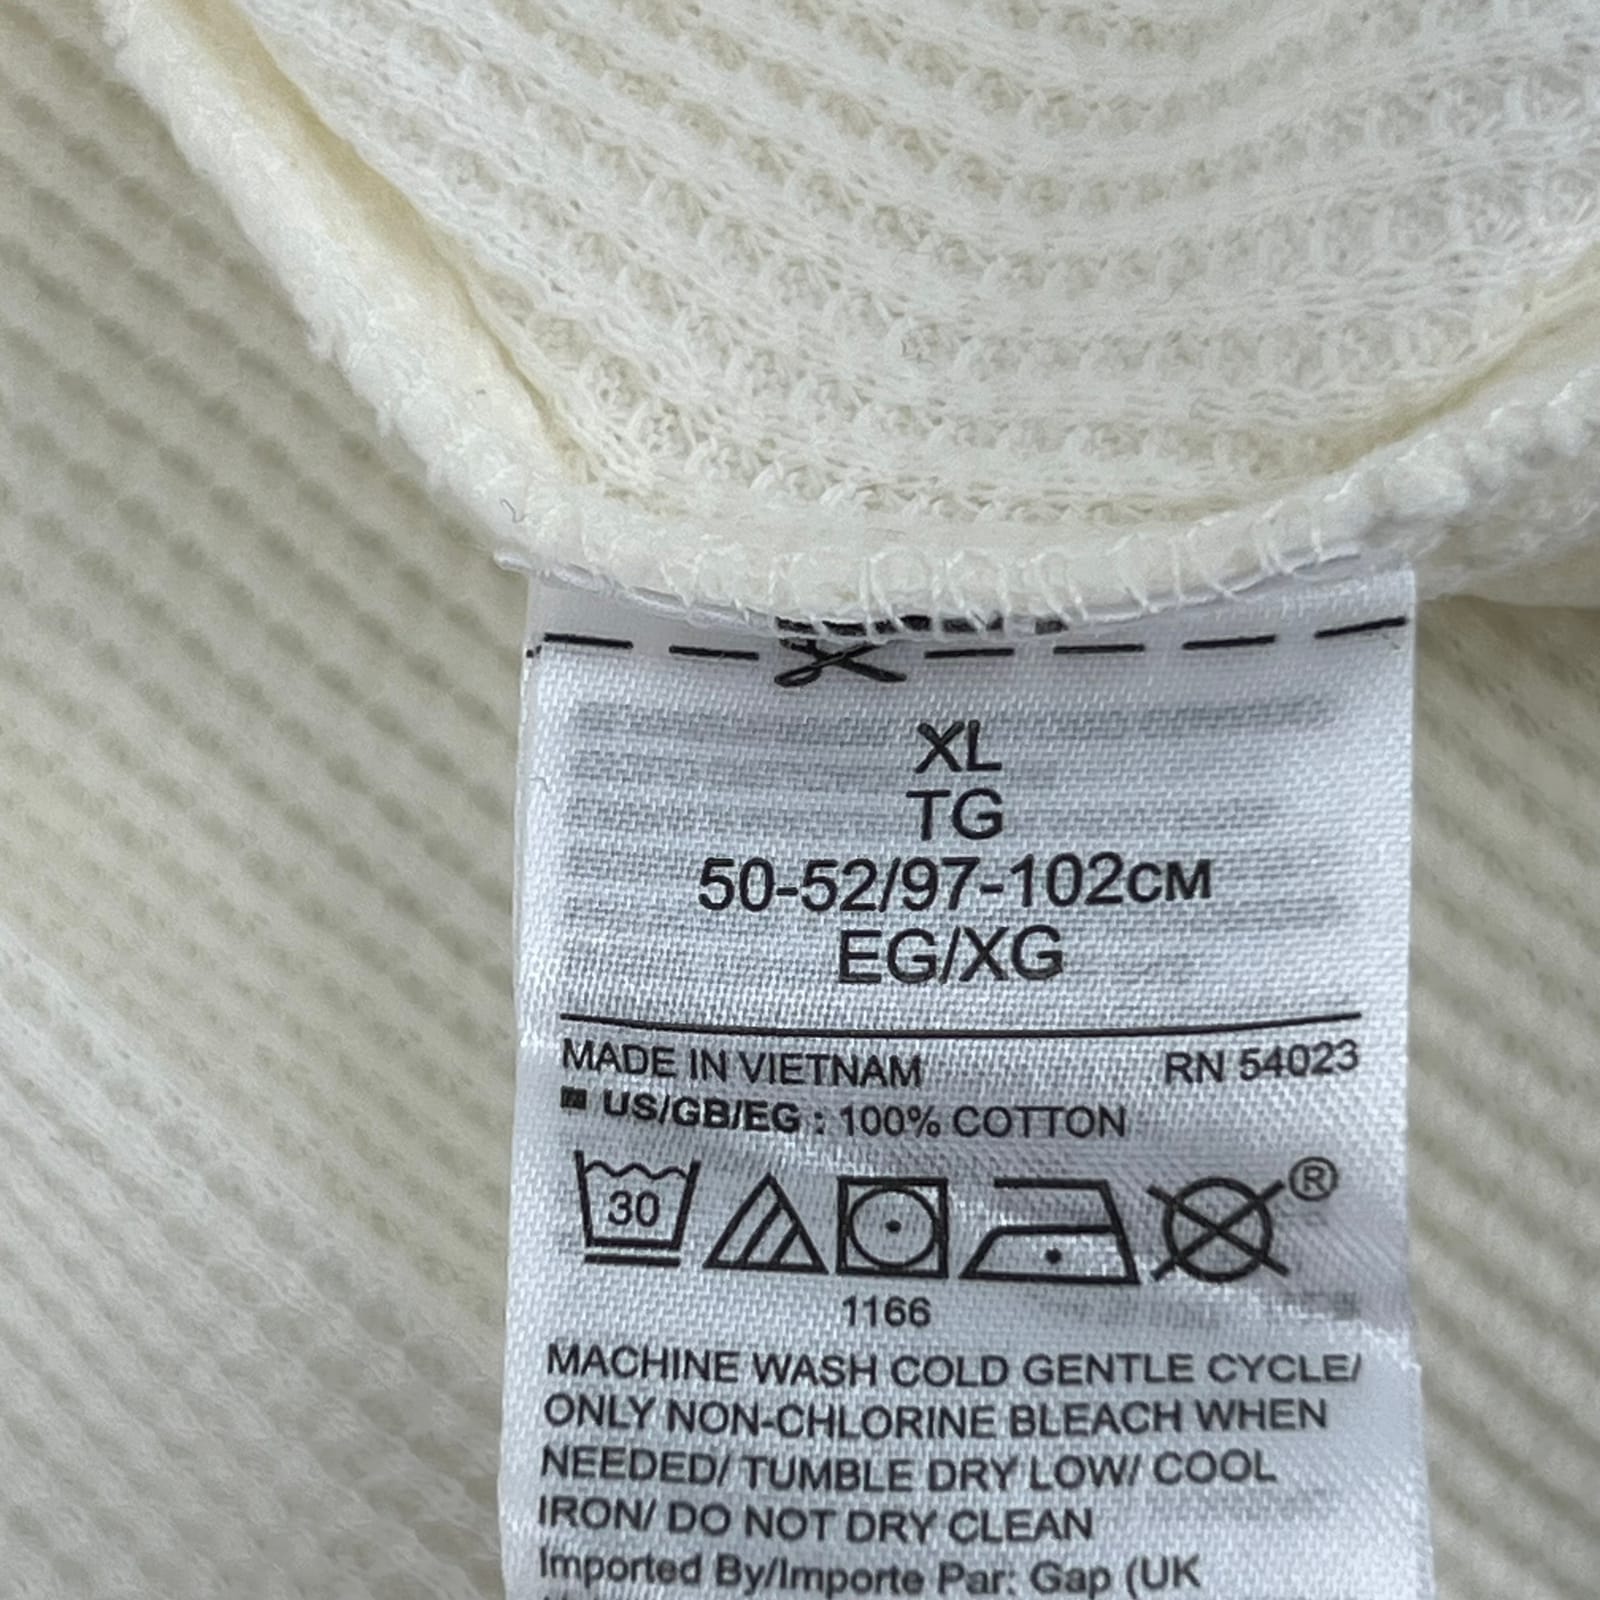 XL
TG
50-52/97-102CM
EG/XG
MADE IN VIETNAM RN 54023
US/GB/EG : 100% COTTON
30 ®
1166
MACHINE WASH COLD GENTLE CYCLE/
ONLY NON-CHLORINE BLEACH WHEN
NEEDED/ TUMBLE DRY LOW/ COOL
IRON/ DO NOT DRY CLEAN
Imported By/Importe Par: Gap (UK